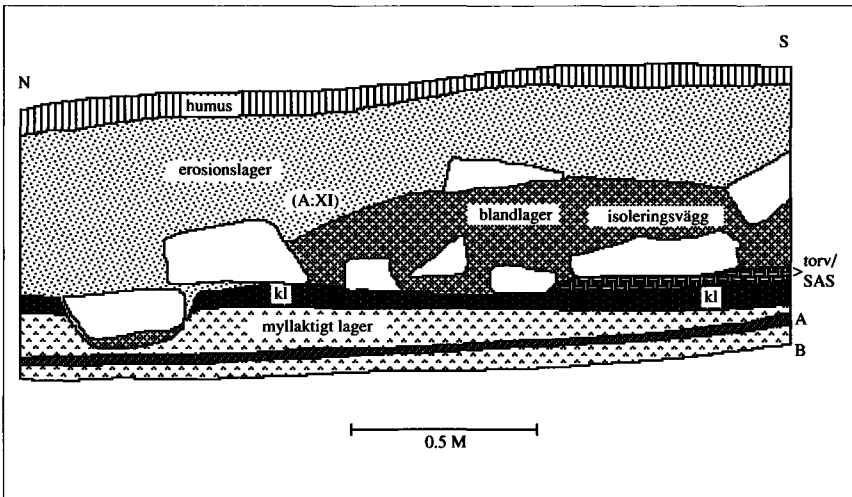 S
N
humus
erosionslager
(A:XI)
blandlager
isoleringsvägg
torv/
SAS
kl
kl
myllaktigt lager
A
B
0.5 M